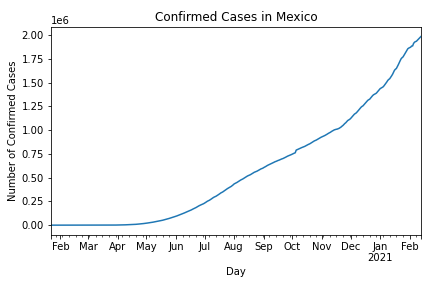 Confirmed Cases in Mexico
1e6
2.00
1.75
1.50
1.25
1.00
0.75
0.50
0.25
0.00
Number of Confirmed Cases
Feb Mar Apr May Jun Jul Aug Sep Oct Nov Dec Jan Feb
2021
Day